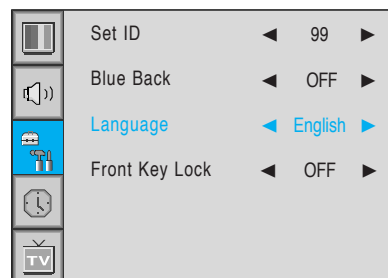 Set ID ◀ 99 ▶
Blue Back ◀ OFF ▶
Language ◀ English ▶
Front Key Lock ◀ OFF ▶
TV